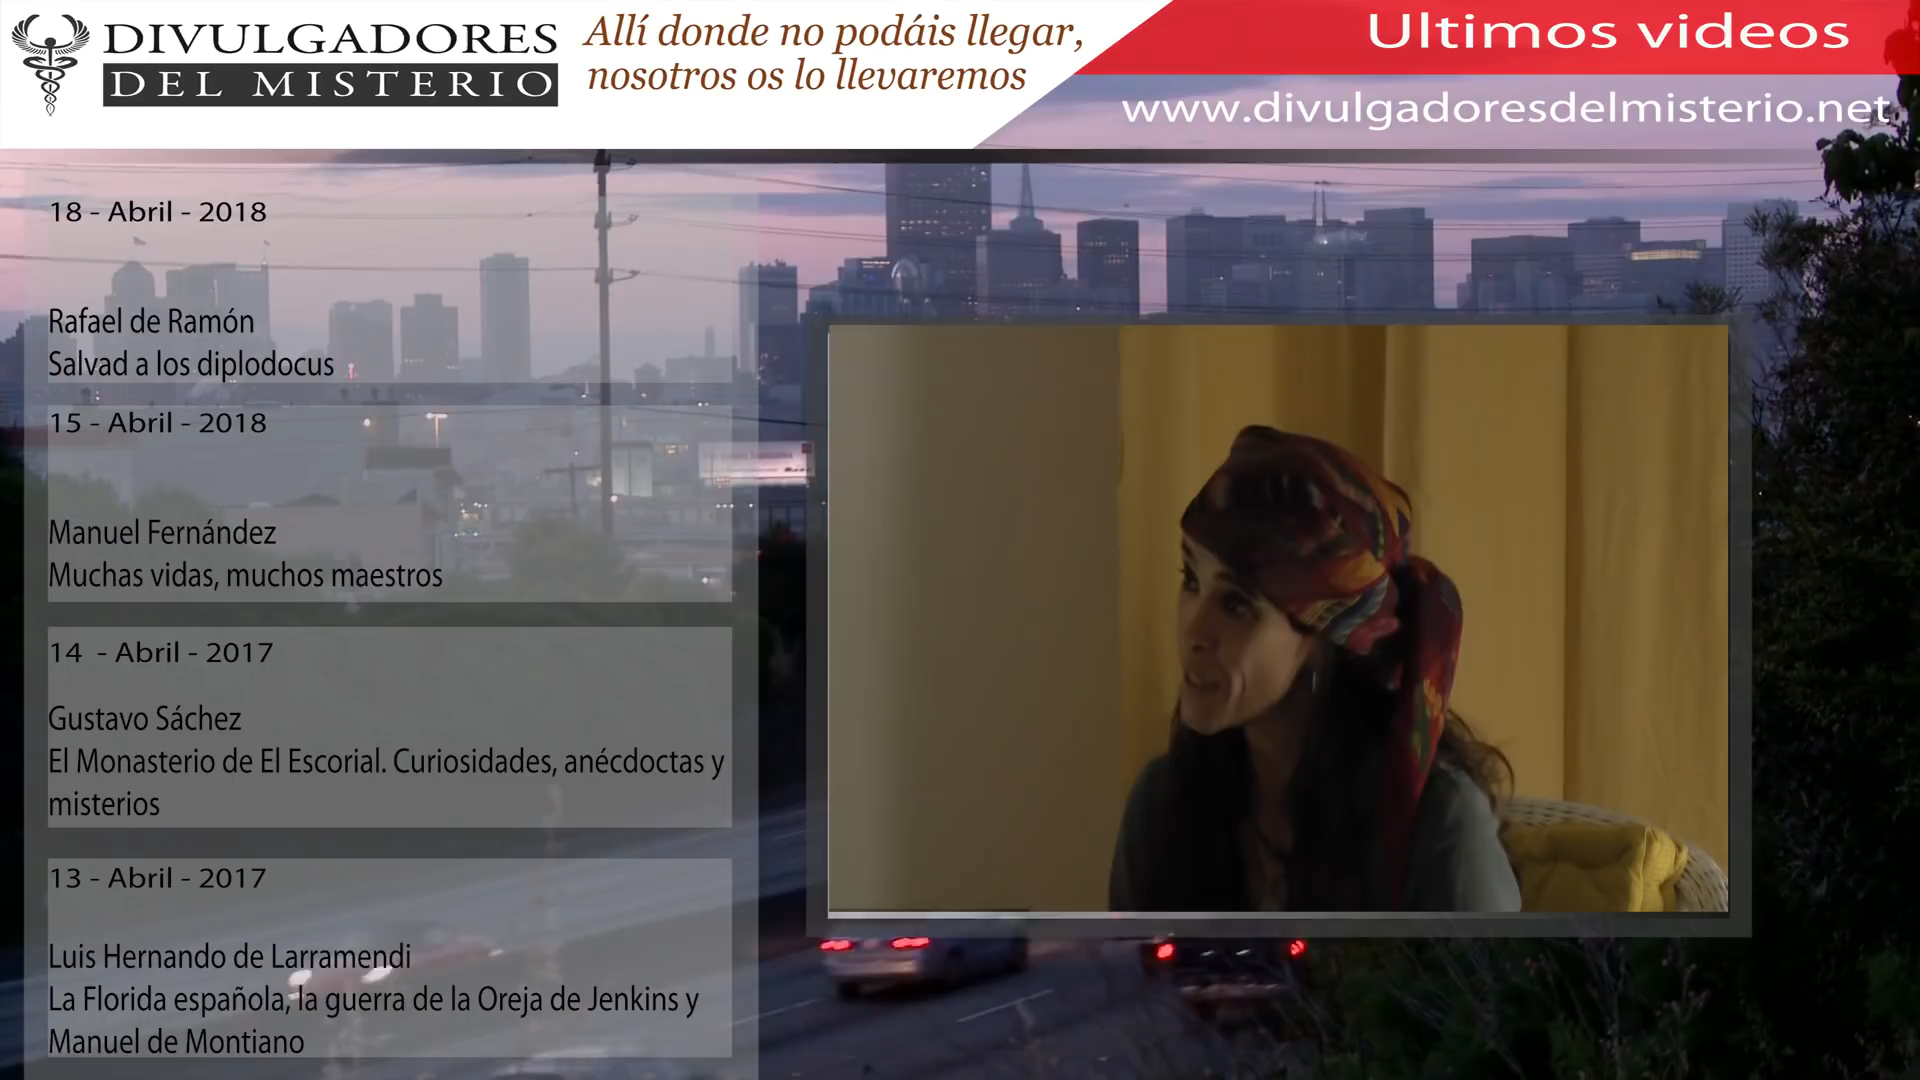 DIVULGADORES
DEL MISTERIO
Allí donde no podáis llegar,
nosotros os lo llevaremos
Ultimos videos
www.divulgadoresdelmisterio.net
18 - Abril - 2018
Rafael de Ramón
Salvad a los diplodocus
15 - Abril - 2018
Manuel Fernández
Muchas vidas, muchos maestros
14 - Abril - 2017
Gustavo Sáchez
El Monasterio de El Escorial. Curiosidades, anécdoctas y
misterios
13 - Abril - 2017
Luis Hernando de Larramendi
La Florida española, la guerra de la Oreja de Jenkins y
Manuel de Montiano